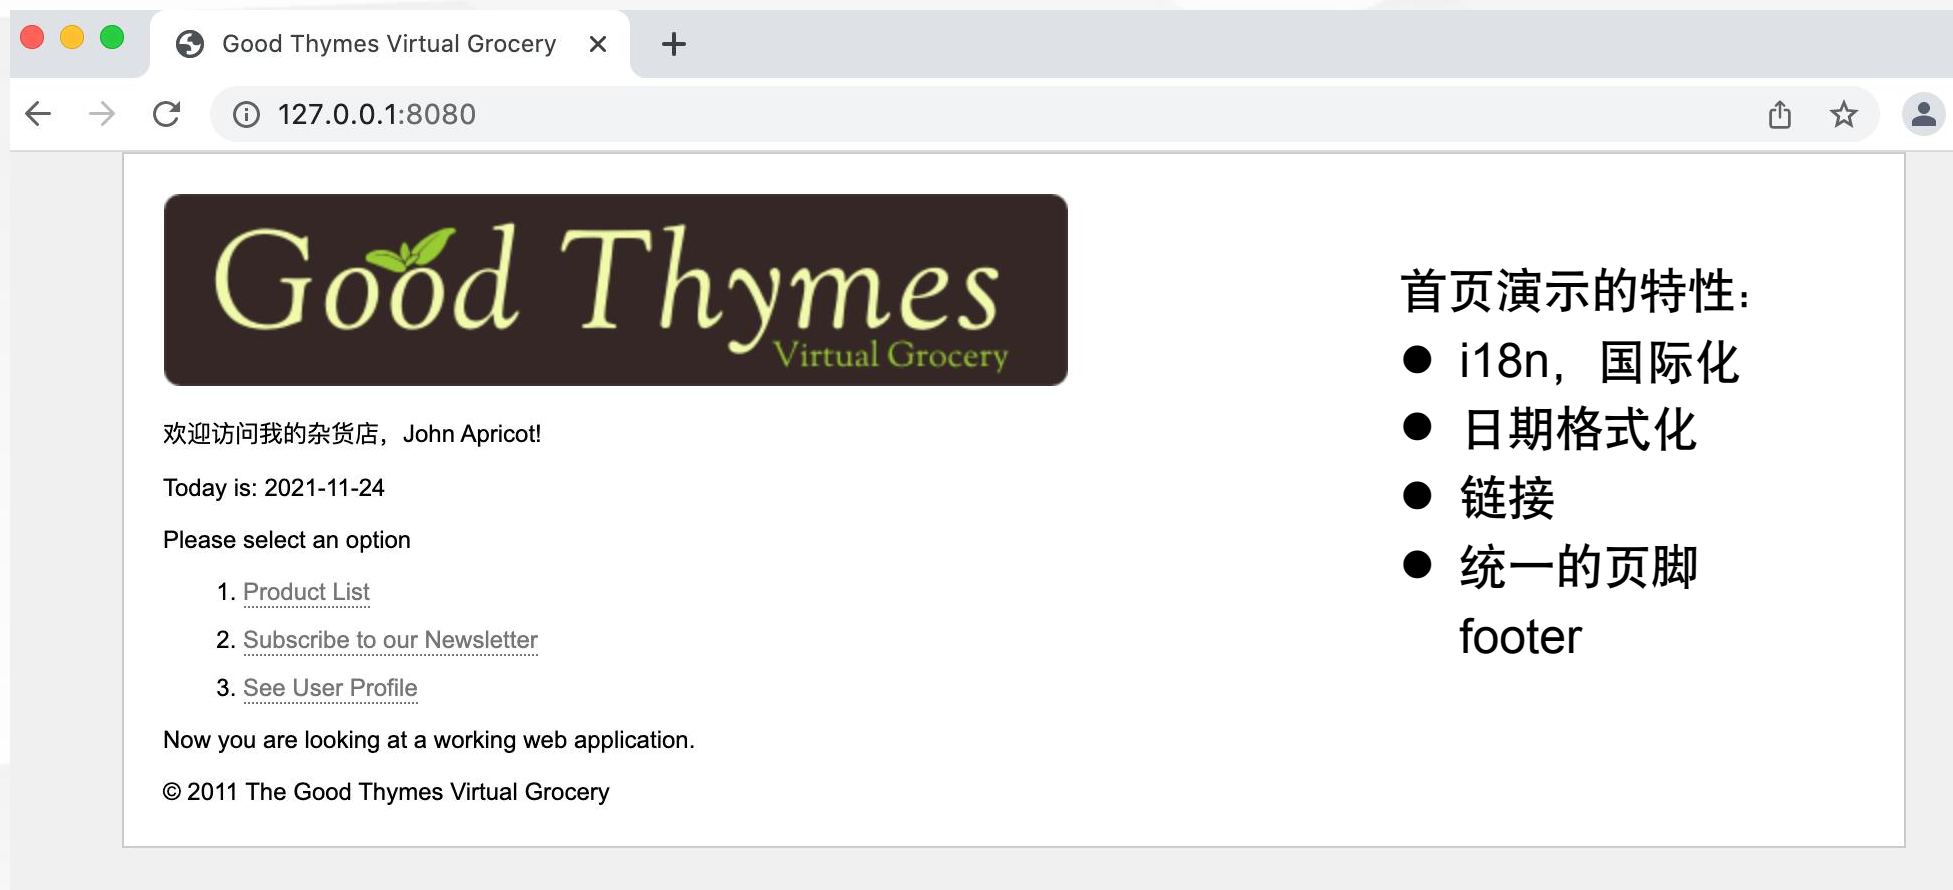 Good Thymes Virtual Grocery
127.0.0.1:8080
Good Thymes
Virtual Grocery
欢迎访问我的杂货店，John Apricot!
Today is: 2021-11-24
Please select an option
1. Product List
2. Subscribe to our Newsletter
3. See User Profile
Now you are looking at a working web application.
© 2011 The Good Thymes Virtual Grocery
首页演示的特性：
● i18n，国际化
● 日期格式化
● 链接
● 统一的页脚
footer